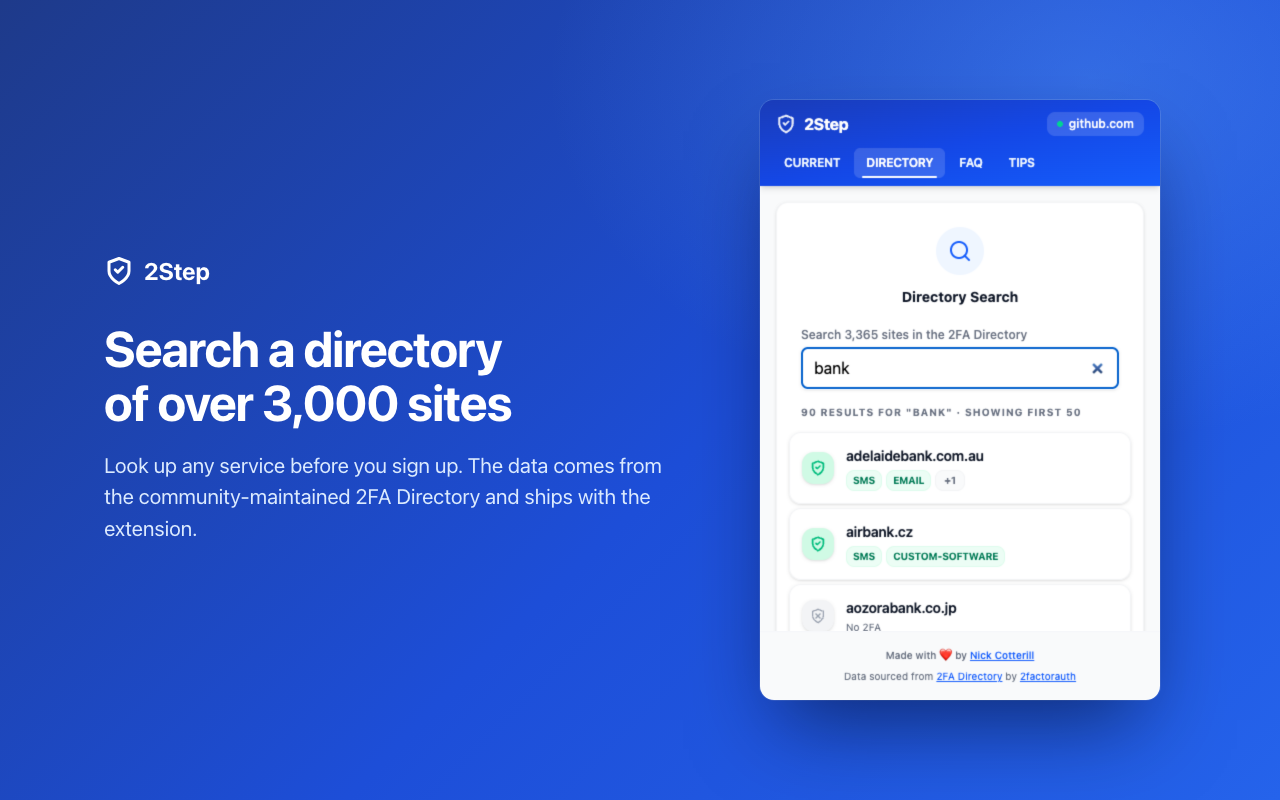 2Step
Search a directory
of over 3,000 sites
Look up any service before you sign up. The data comes from
the community-maintained 2FA Directory and ships with the
extension.
2Step
github.com
CURRENT
DIRECTORY
FAQ
TIPS
Directory Search
Search 3,365 sites in the 2FA Directory
bank
90 RESULTS FOR "BANK" · SHOWING FIRST 50
adelaidebank.com.au
SMS EMAIL +1
airbank.cz
SMS CUSTOM-SOFTWARE
aozorabank.co.jp
No 2FA
Made with ❤️ by Nick Cotterill
Data sourced from 2FA Directory by 2factorauth